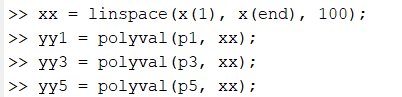 >> xx = linspace(x(1), x(end), 100);
>> yy1 = polyval(p1, xx);
>> yy3 = polyval(p3, xx);
>> yy5 = polyval(p5, xx);